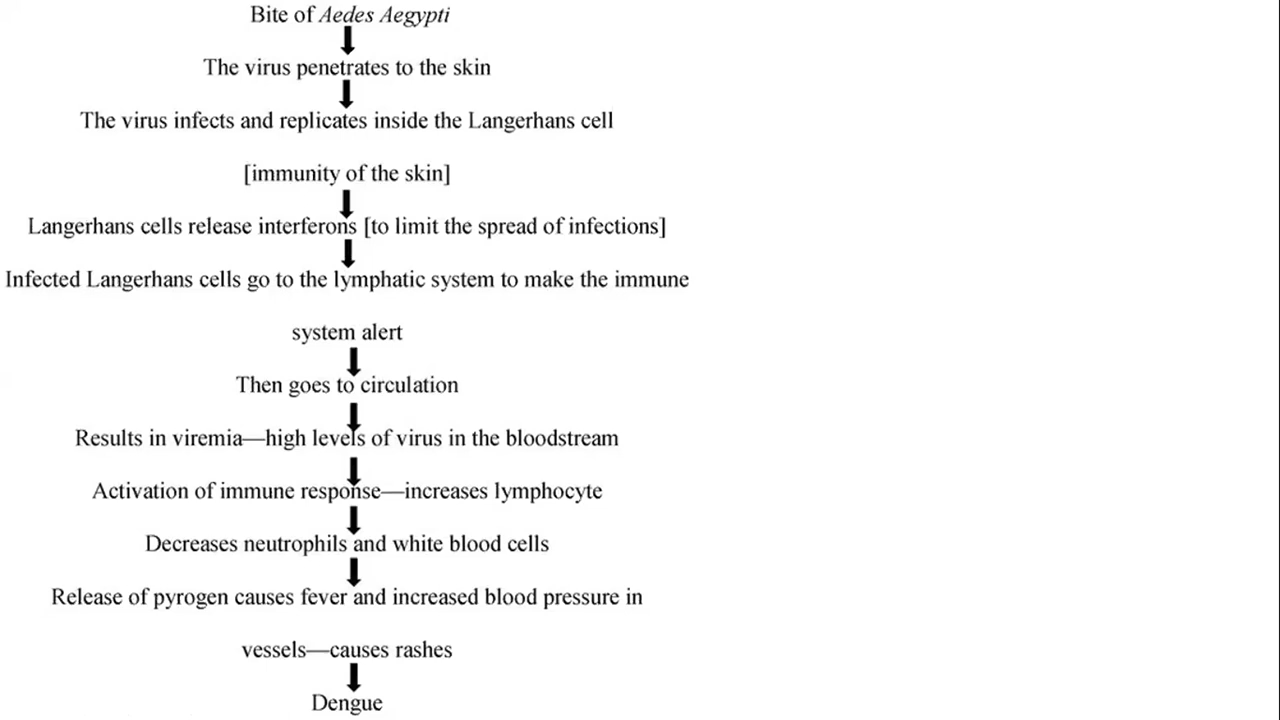 Bite of Aedes Aegypti
The virus penetrates to the skin
The virus infects and replicates inside the Langerhans cell
[immunity of the skin]
Langerhans cells release interferons [to limit the spread of infections]
Infected Langerhans cells go to the lymphatic system to make the immune
system alert
Then goes to circulation
Results in viremia—high levels of virus in the bloodstream
Activation of immune response—increases lymphocyte
Decreases neutrophils and white blood cells
Release of pyrogen causes fever and increased blood pressure in
vessels—causes rashes
Dengue